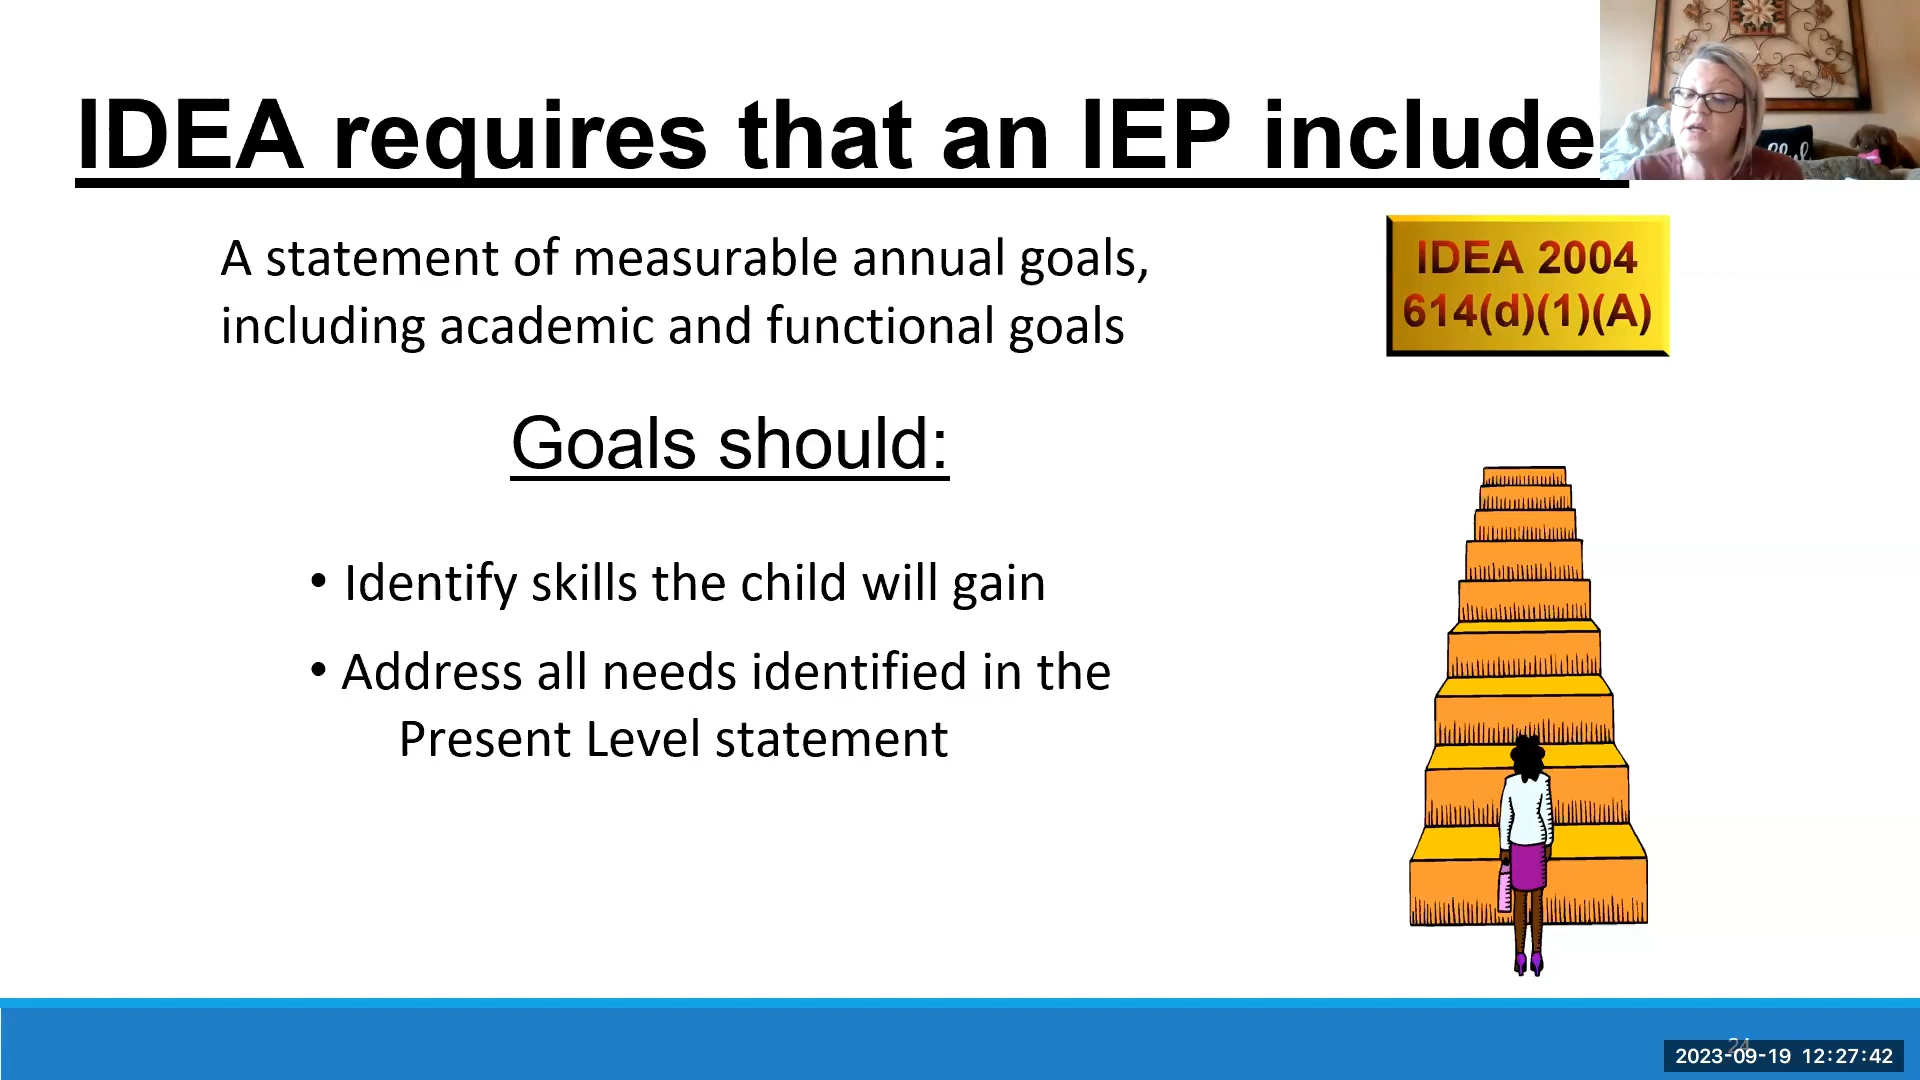 IDEA requires that an IEP include
A statement of measurable annual goals,
including academic and functional goals
IDEA 2004
614(d)(1)(A)
Goals should:
• Identify skills the child will gain
• Address all needs identified in the
Present Level statement
24
2023-09-19 12:27:42